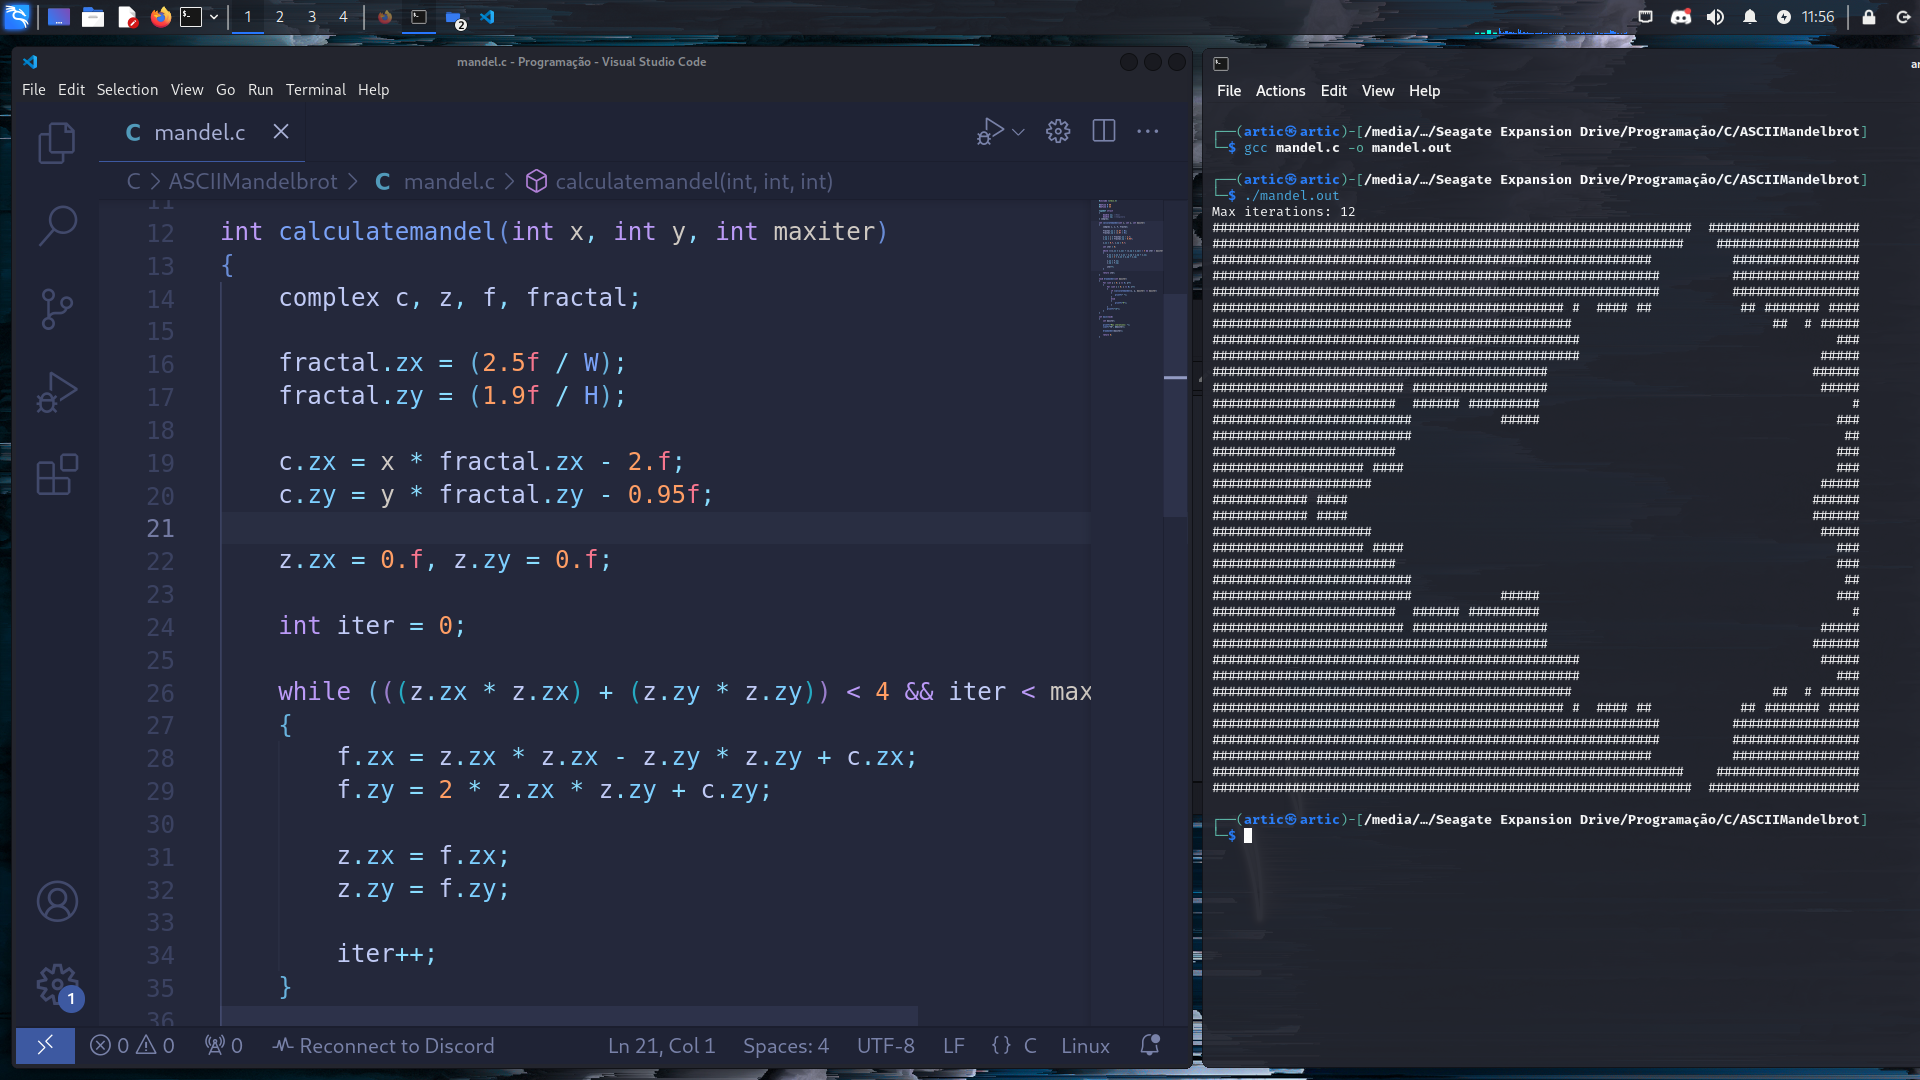 1 2 3 4
2
11:56
mandel.c - Programação - Visual Studio Code
File Edit Selection View Go Run Terminal Help
C mandel.c
C > ASCIIMandelbrot > C mandel.c > calculatemandel(int, int, int)
11
12 int calculatemandel(int x, int y, int maxiter)
13 {
14 complex c, z, f, fractal;
15
16 fractal.zx = (2.5f / W);
17 fractal.zy = (1.9f / H);
18
19 c.zx = x * fractal.zx - 2.f;
20 c.zy = y * fractal.zy - 0.95f;
21
22 z.zx = 0.f, z.zy = 0.f;
23
24 int iter = 0;
25
26 while (((z.zx * z.zx) + (z.zy * z.zy)) < 4 && iter < max
27 {
28 f.zx = z.zx * z.zx - z.zy * z.zy + c.zx;
29 f.zy = 2 * z.zx * z.zy + c.zy;
30
31 z.zx = f.zx;
32 z.zy = f.zy;
33
34 iter++;
35 }
36
1
0 0 0 Reconnect to Discord Ln 21, Col 1 Spaces: 4 UTF-8 LF {} C Linux
ar
File Actions Edit View Help
┌──(artic㉿artic)-[/media/…/Seagate Expansion Drive/Programação/C/ASCIIMandelbrot]
└─$ gcc mandel.c -o mandel.out
┌──(artic㉿artic)-[/media/…/Seagate Expansion Drive/Programação/C/ASCIIMandelbrot]
└─$ ./mandel.out
Max iterations: 12
┌──(artic㉿artic)-[/media/…/Seagate Expansion Drive/Programação/C/ASCIIMandelbrot]
└─$